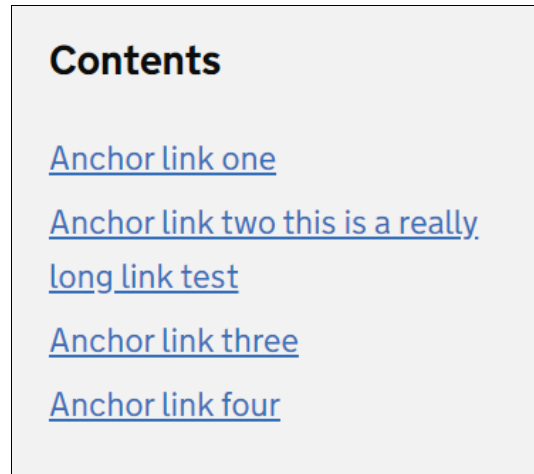 Contents
Anchor link one
Anchor link two this is a really
long link test
Anchor link three
Anchor link four